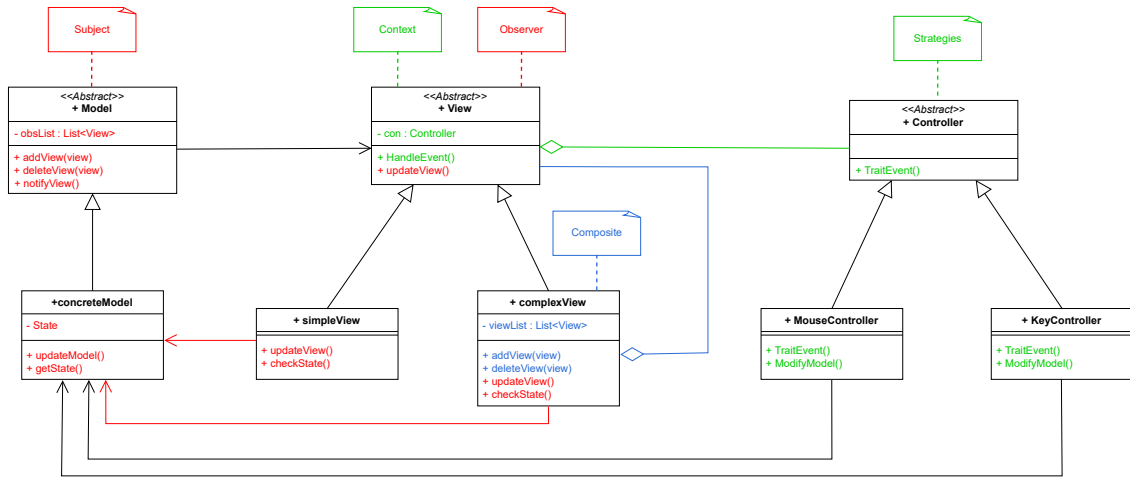 Subject
Context
Observer
Strategies
<<Abstract>>
+ Model
- obsList : List<View>
+ addView(view)
+ deleteView(view)
+ notifyView()
<<Abstract>>
+ View
- con : Controller
+ HandleEvent()
+ updateView()
<<Abstract>>
+ Controller
+ TraitEvent()
Composite
+concreteModel
- State
+ updateModel()
+ getState()
+ simpleView
+ updateView()
+ checkState()
+ complexView
- viewList : List<View>
+ addView(view)
+ deleteView(view)
+ updateView()
+ checkState()
+ MouseController
+ TraitEvent()
+ ModifyModel()
+ KeyController
+ TraitEvent()
+ ModifyModel()